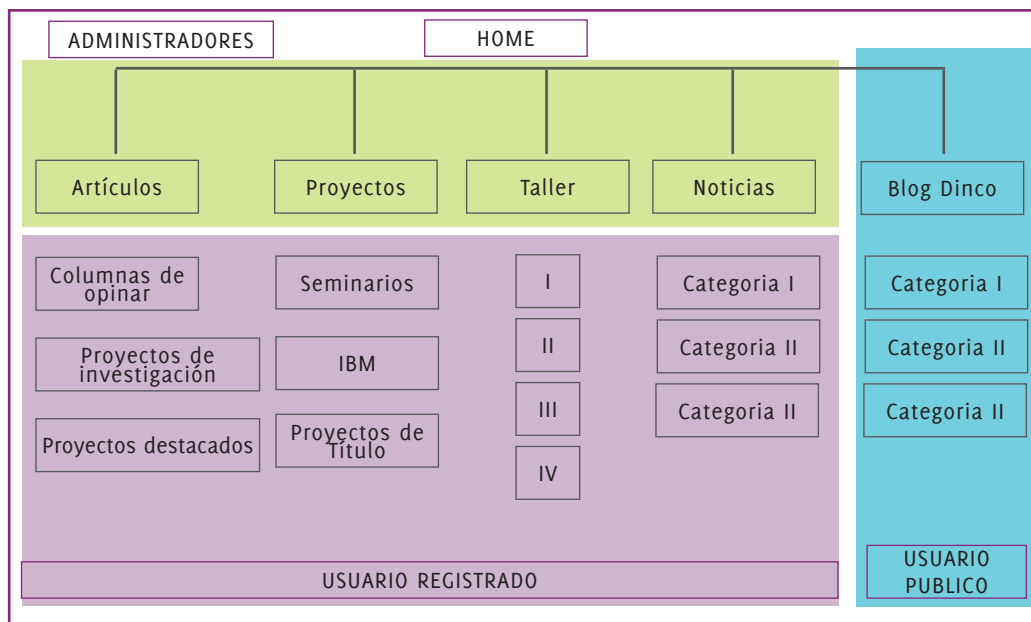 ADMINISTRADORES
HOME
Artículos
Proyectos
Taller
Noticias
Blog Dinco
Columnas de
opinar
Proyectos de
investigación
Proyectos destacados
Seminarios
IBM
Proyectos de
Título
I
II
III
IV
Categoria I
Categoria II
Categoria II
Categoria I
Categoria II
Categoria II
USUARIO REGISTRADO
USUARIO
PUBLICO